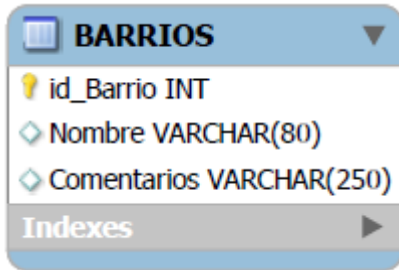 BARRIOS
id_Barrio INT
Nombre VARCHAR(80)
Comentarios VARCHAR(250)
Indexes